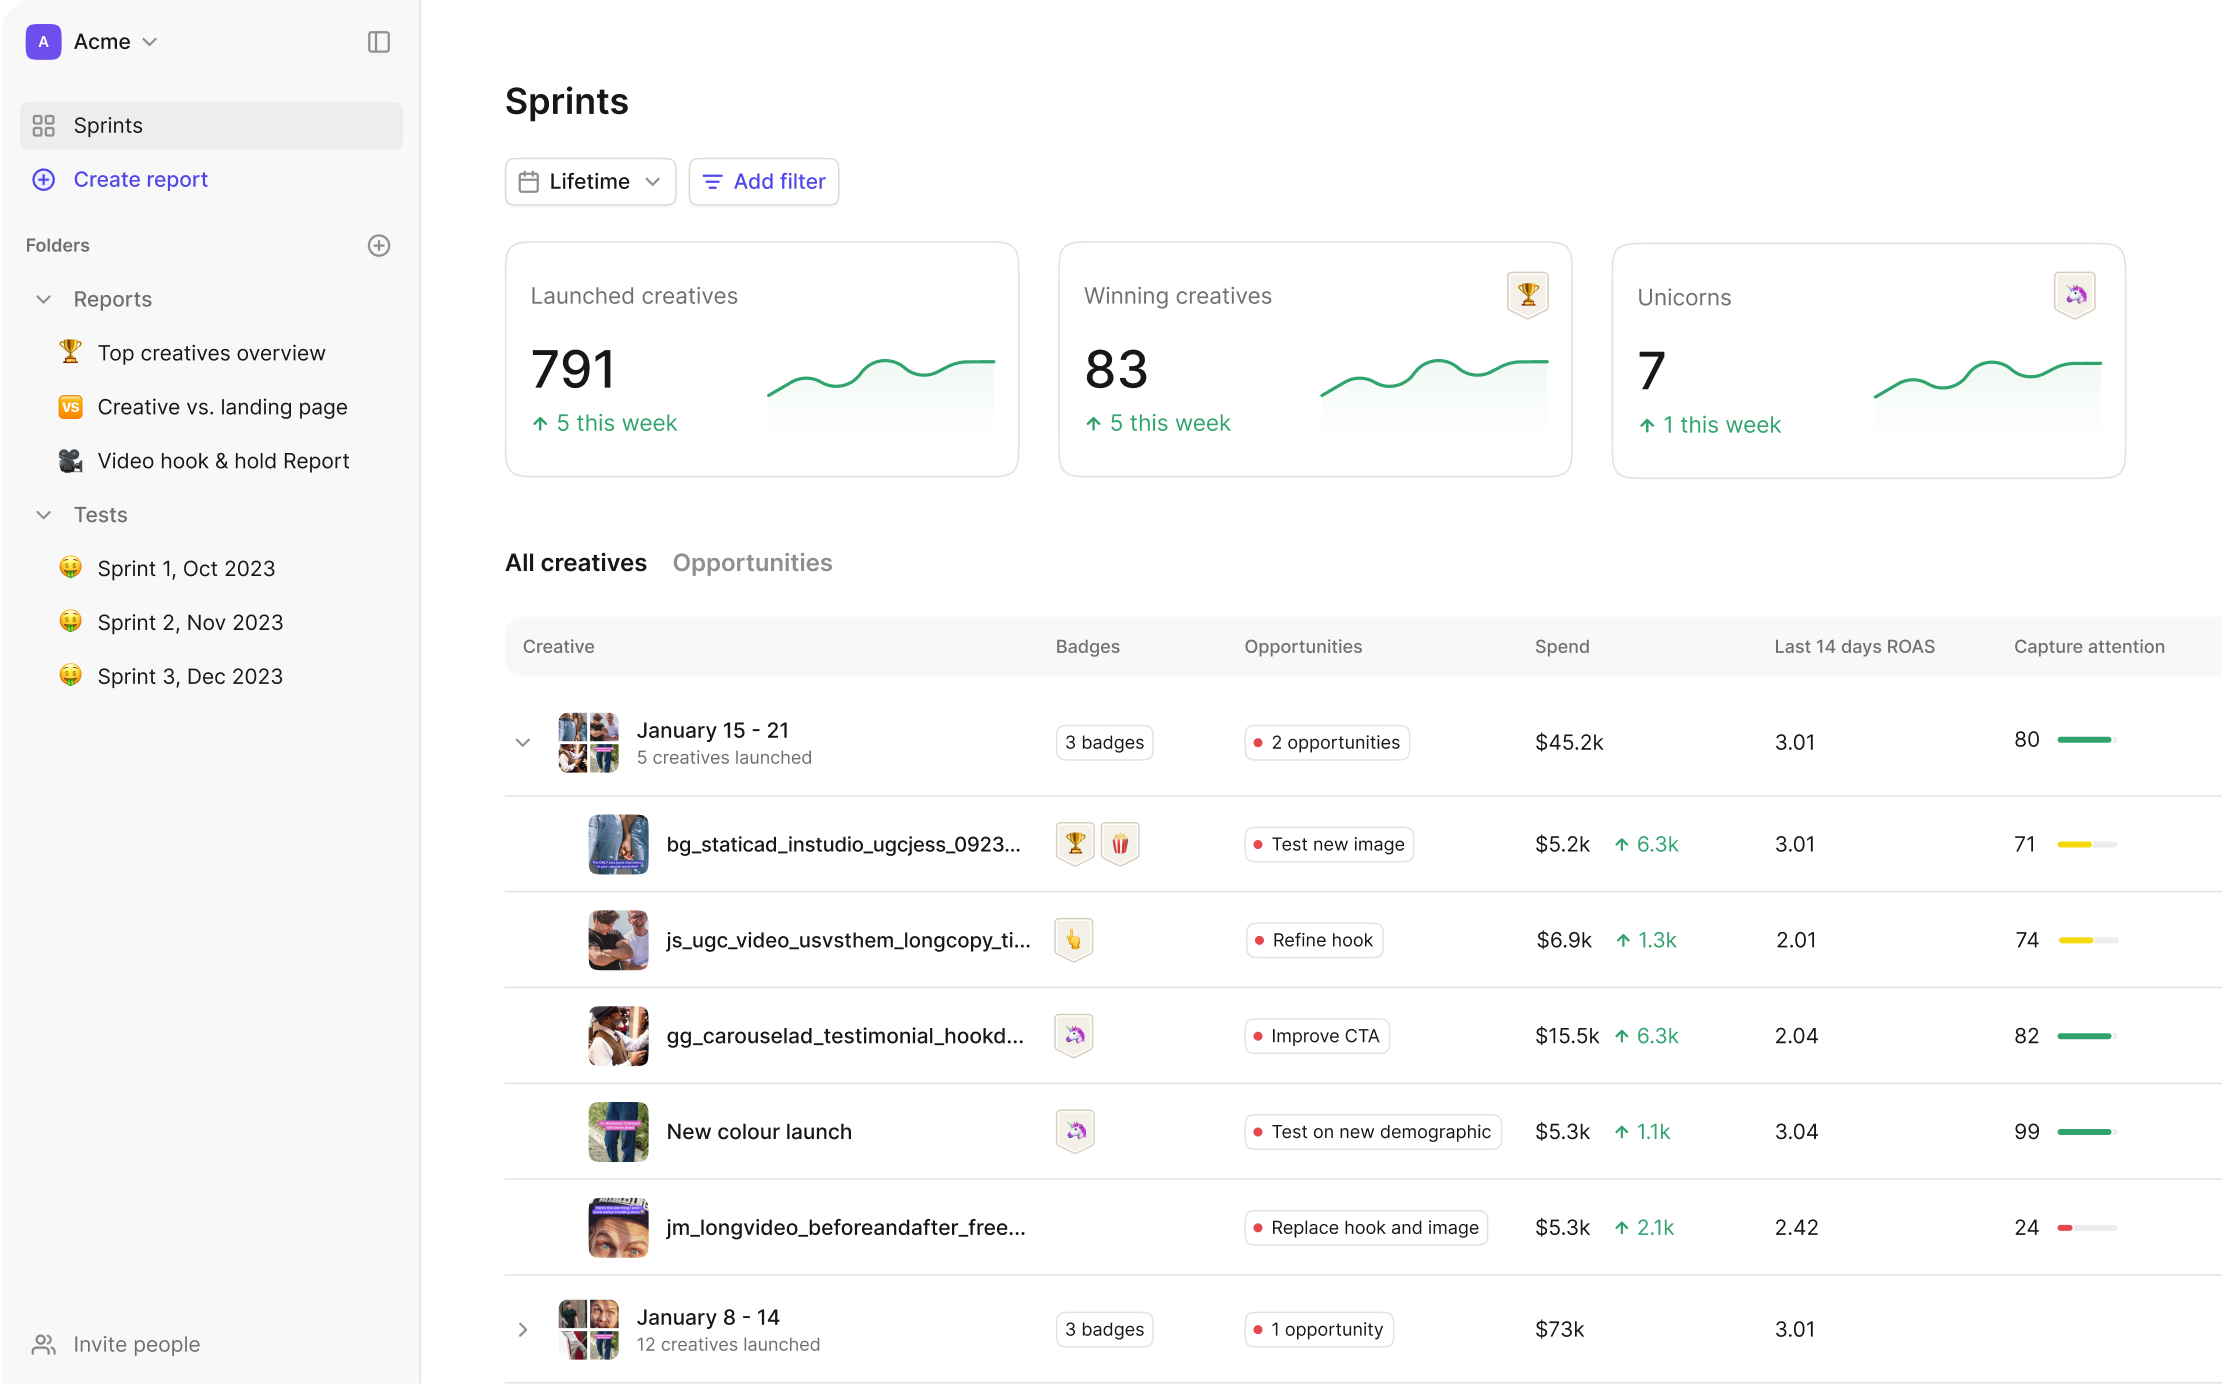 A Acme
Sprints
Create report
Folders
Reports
Top creatives overview
VS Creative vs. landing page
Video hook & hold Report
Tests
Sprint 1, Oct 2023
Sprint 2, Nov 2023
Sprint 3, Dec 2023
Invite people
Sprints
Lifetime Add filter
Launched creatives
791
5 this week
Winning creatives
83
5 this week
Unicorns
7
1 this week
All creatives Opportunities
Creative Badges Opportunities Spend Last 14 days ROAS Capture attention
January 15 - 21
5 creatives launched
3 badges 2 opportunities $45.2k 3.01 80
bg_staticad_instudio_ugcjess_0923... Test new image $5.2k 6.3k 3.01 71
js_ugc_video_usvsthem_longcopy_ti... Refine hook $6.9k 1.3k 2.01 74
gg_carouselad_testimonial_hookd... Improve CTA $15.5k 6.3k 2.04 82
New colour launch Test on new demographic $5.3k 1.1k 3.04 99
jm_longvideo_beforeandafter_free... Replace hook and image $5.3k 2.1k 2.42 24
January 8 - 14
12 creatives launched
3 badges 1 opportunity $73k 3.01